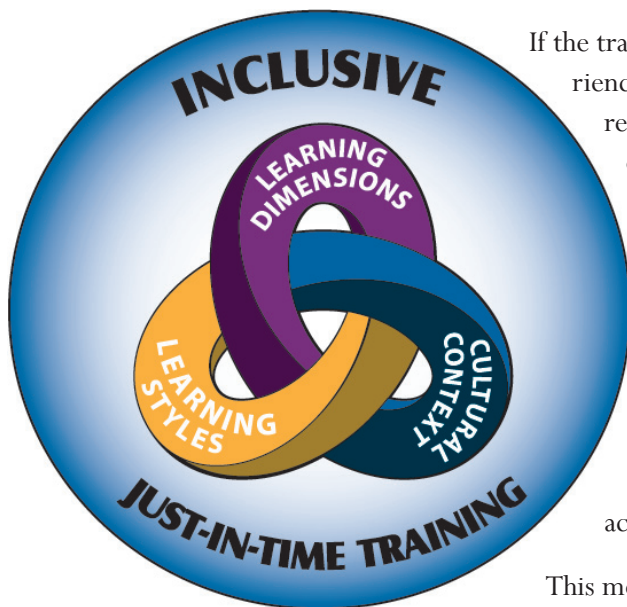 INCLUSIVE
LEARNING
DIMENSIONS
LEARNING
STYLES
CULTURAL
CONTEXT
JUST-IN-TIME TRAINING
If the tra
rienc
re
ac
This mo